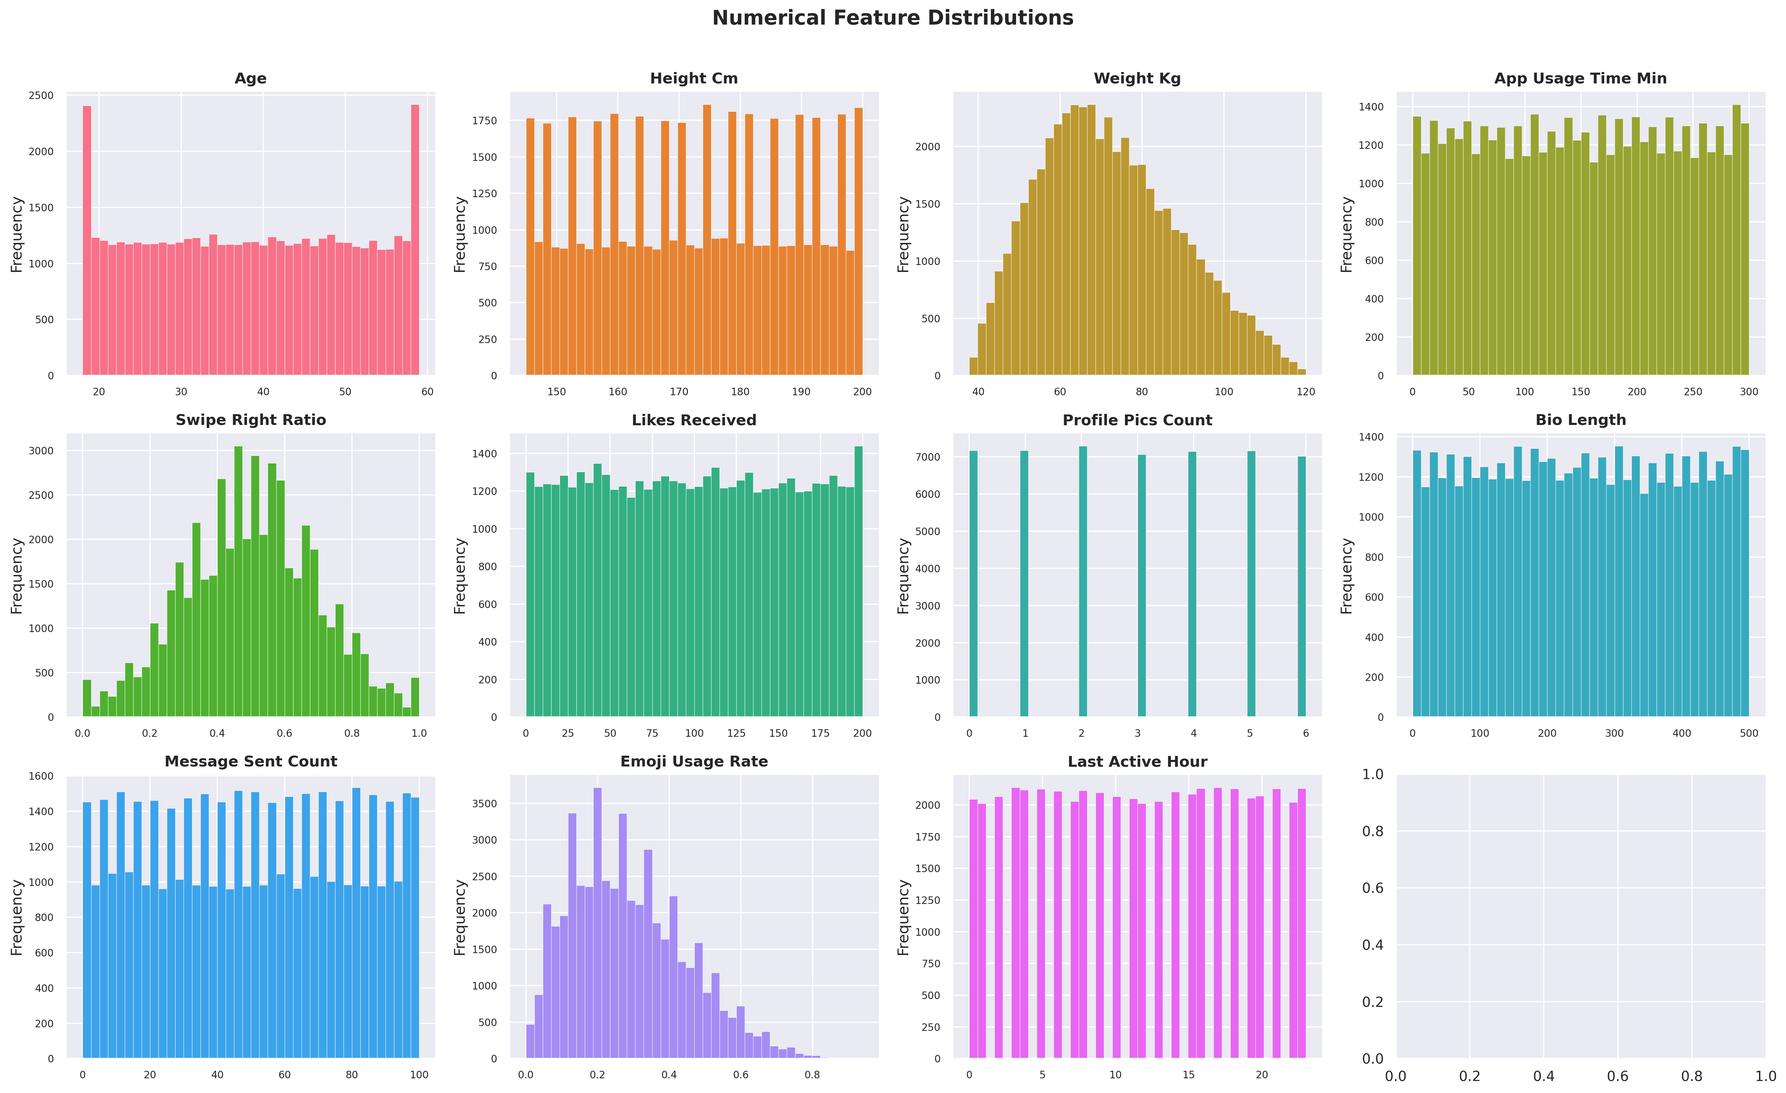 Numerical Feature Distributions
Age
Frequency
2500
2000
1500
1000
500
0
20 30 40 50 60
Height Cm
Frequency
1750
1500
1250
1000
750
500
250
0
150 160 170 180 190 200
Weight Kg
Frequency
2000
1500
1000
500
0
40 60 80 100 120
App Usage Time Min
Frequency
1400
1200
1000
800
600
400
200
0
0 50 100 150 200 250 300
Swipe Right Ratio
Frequency
3000
2500
2000
1500
1000
500
0
0.0 0.2 0.4 0.6 0.8 1.0
Likes Received
Frequency
1400
1200
1000
800
600
400
200
0
0 25 50 75 100 125 150 175 200
Profile Pics Count
Frequency
7000
6000
5000
4000
3000
2000
1000
0
0 1 2 3 4 5 6
Bio Length
Frequency
1400
1200
1000
800
600
400
200
0
0 100 200 300 400 500
Message Sent Count
Frequency
1600
1400
1200
1000
800
600
400
200
0
0 20 40 60 80 100
Emoji Usage Rate
Frequency
3500
3000
2500
2000
1500
1000
500
0
0.0 0.2 0.4 0.6 0.8
Last Active Hour
Frequency
2000
1750
1500
1250
1000
750
500
250
0
0 5 10 15 20
1.0
0.8
0.6
0.4
0.2
0.0
0.0 0.2 0.4 0.6 0.8 1.0